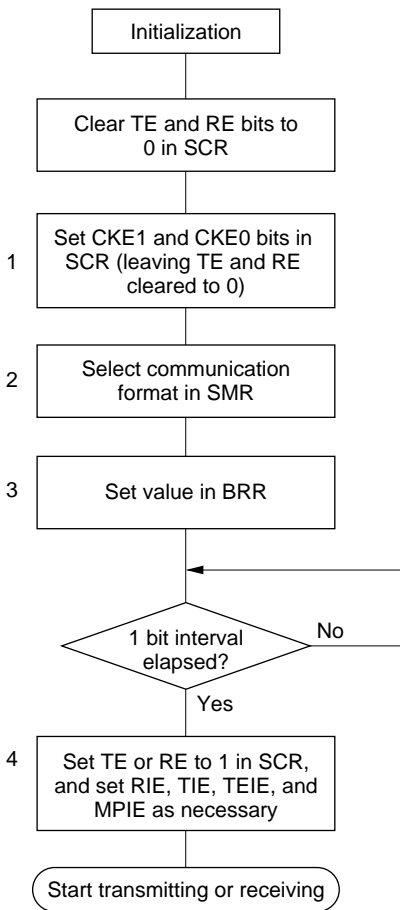 Initialization
Clear TE and RE bits to
0 in SCR
1
Set CKE1 and CKE0 bits in
SCR (leaving TE and RE
cleared to 0)
2
Select communication
format in SMR
3
Set value in BRR
1 bit interval
elapsed?
No
Yes
4
Set TE or RE to 1 in SCR,
and set RIE, TIE, TEIE, and
MPIE as necessary
Start transmitting or receiving